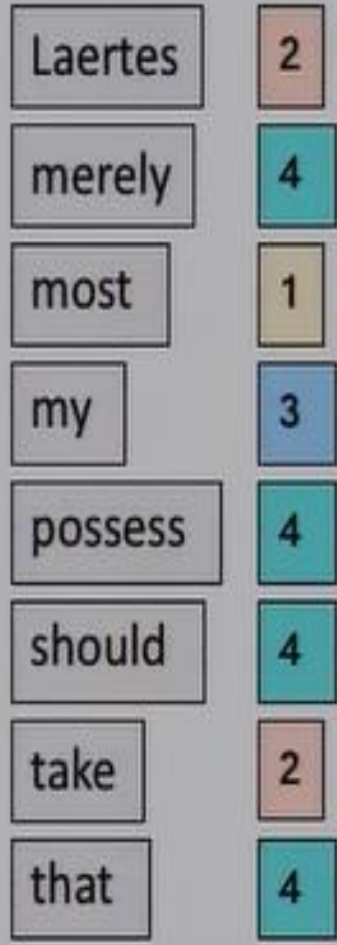 Laertes 2
merely 4
most 1
my 3
possess 4
should 4
take 2
that 4